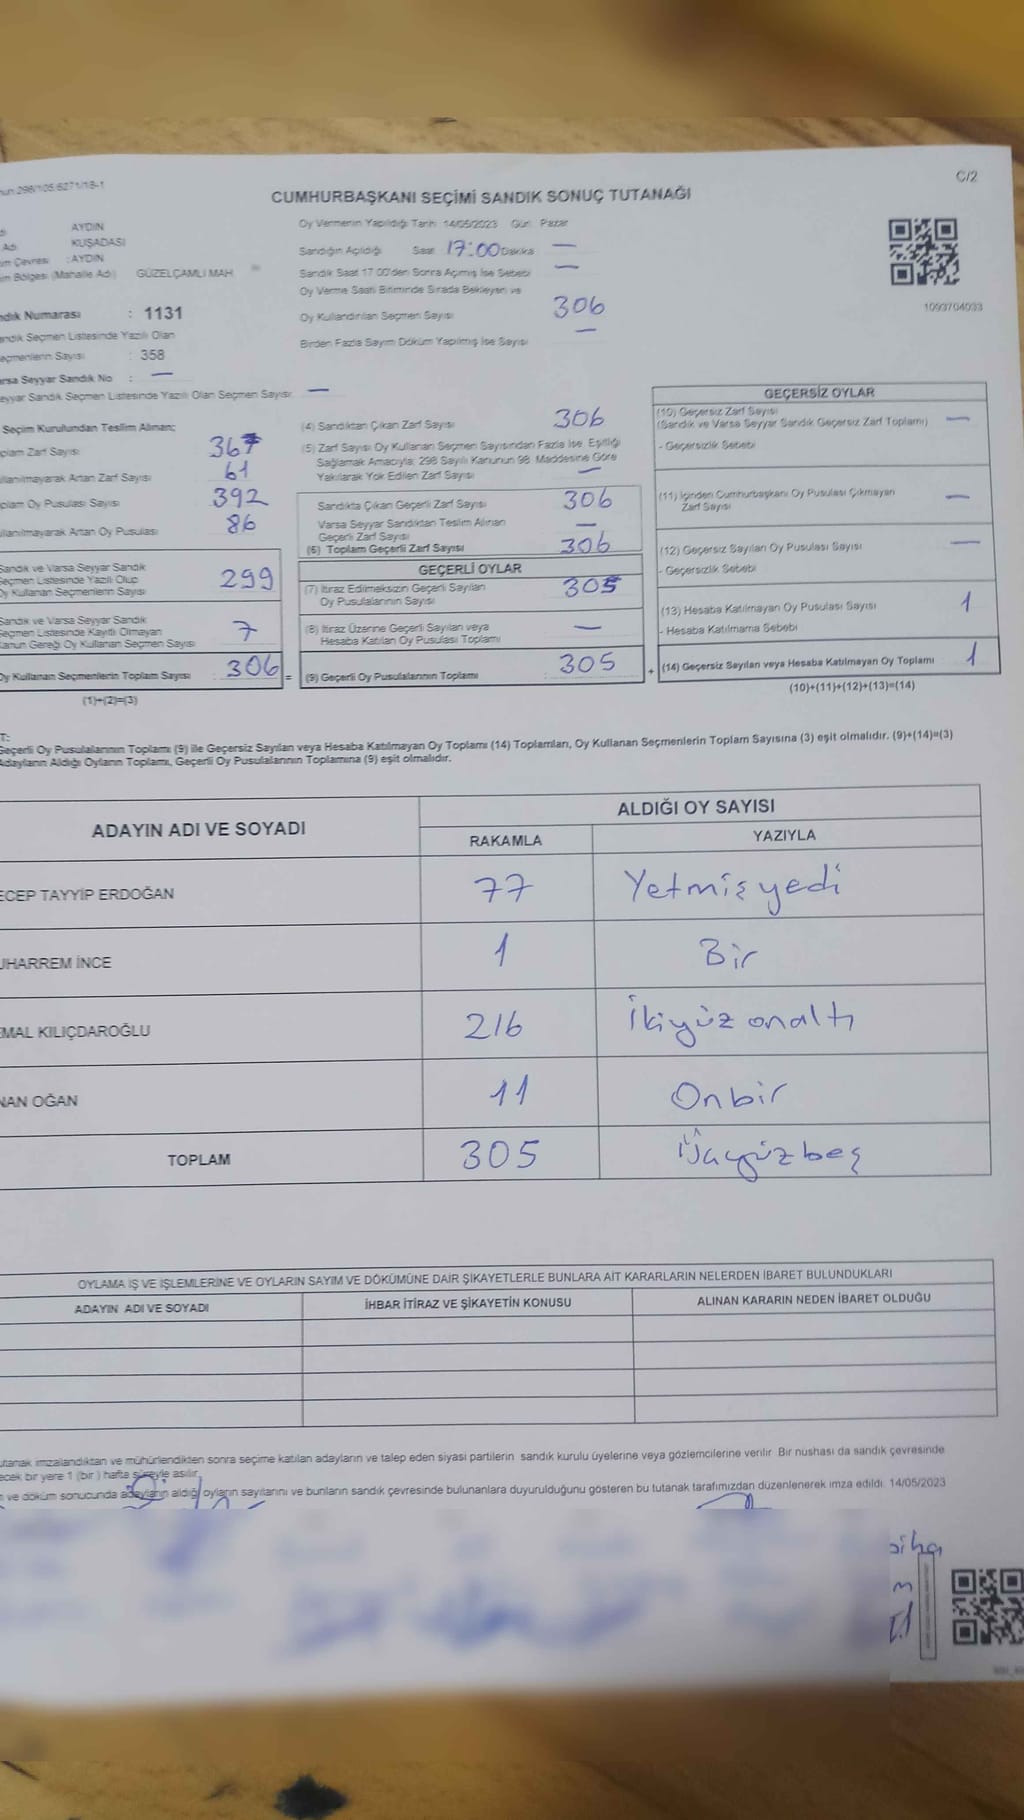 298/105.6271/18-1
C/2
CUMHURBAŞKANI SEÇİMİ SANDIK SONUÇ TUTANAĞI
AYDIN
KUŞADASI
: AYDIN
Bölgesi (Mahalle Adı) GÜZELÇAMLI MAH.
Numarası : 1131
Seçmen Listesinde Yazılı Olan
Sayısı : 358
Seyyar Sandık No : —
Seyyar Sandık Seçmen Listesinde Yazılı Olan Seçmen Sayısı —
Oy Vermenin Yapıldığı Tarih 14/05/2023 Gün Pazar
Sandığın Açıldığı Saat 17:00 Dakika —
Sandık Saat 17.00'den Sonra Açılmış İse Sebebi —
Oy Verme Saati Bitiminde Sırada Bekleyen ve
Oy Kullandırılan Seçmen Sayısı 306
Birden Fazla Sayım Döküm Yapılmış İse Sayısı —
1093704033
Seçim Kurulundan Teslim Alınan;
Zarf Sayısı 367
Artan Zarf Sayısı 61
Oy Pusulası Sayısı 392
Artan Oy Pusulası 86
Sandık ve Varsa Seyyar Sandık
Seçmen Listesinde Yazılı Olup
Oy Kullanan Seçmenlerin Sayısı 299
Sandık ve Varsa Seyyar Sandık
Seçmen Listesinde Kayıtlı Olmayan
Kanun Gereği Oy Kullanan Seçmen Sayısı 7
Oy Kullanan Seçmenlerin Toplam Sayısı : 306 =
(1)+(2)=(3)
(4) Sandıktan Çıkan Zarf Sayısı 306
(5) Zarf Sayısı Oy Kullanan Seçmen Sayısından Fazla İse, Eşitliği
Sağlamak Amacıyla; 298 Sayılı Kanunun 98. Maddesine Göre
Yakılarak Yok Edilen Zarf Sayısı —
Sandıkta Çıkan Geçerli Zarf Sayısı 306
Varsa Seyyar Sandıktan Teslim Alınan
Geçerli Zarf Sayısı —
(6) Toplam Geçerli Zarf Sayısı 306
GEÇERLİ OYLAR
(7) İtiraz Edilmeksizin Geçerli Sayılan
Oy Pusulalarının Sayısı 305
(8) İtiraz Üzerine Geçerli Sayılan veya
Hesaba Katılan Oy Pusulası Toplamı —
(9) Geçerli Oy Pusulalarının Toplamı : 305 +
GEÇERSİZ OYLAR
(10) Geçersiz Zarf Sayısı
(Sandık ve Varsa Seyyar Sandık Geçersiz Zarf Toplamı) —
- Geçersizlik Sebebi
(11) İçinden Cumhurbaşkanı Oy Pusulası Çıkmayan
Zarf Sayısı —
(12) Geçersiz Sayılan Oy Pusulası Sayısı —
- Geçersizlik Sebebi
(13) Hesaba Katılmayan Oy Pusulası Sayısı 1
- Hesaba Katılmama Sebebi
(14) Geçersiz Sayılan veya Hesaba Katılmayan Oy Toplamı : 1
(10)+(11)+(12)+(13)=(14)
Geçerli Oy Pusulalarının Toplamı (9) ile Geçersiz Sayılan veya Hesaba Katılmayan Oy Toplamı (14) Toplamları, Oy Kullanan Seçmenlerin Toplam Sayısına (3) eşit olmalıdır. (9)+(14)=(3)
Adayların Aldığı Oyların Toplamı, Geçerli Oy Pusulalarının Toplamına (9) eşit olmalıdır.
ADAYIN ADI VE SOYADI
ALDIĞI OY SAYISI
RAKAMLA YAZIYLA
ECEP TAYYİP ERDOĞAN 77 Yetmiş yedi
UHARREM İNCE 1 Bir
EMAL KILIÇDAROĞLU 216 İkiyüz onaltı
NAN OĞAN 11 Onbir
TOPLAM 305 Üçyüz beş
OYLAMA İŞ VE İŞLEMLERİNE VE OYLARIN SAYIM VE DÖKÜMÜNE DAİR ŞİKAYETLERLE BUNLARA AİT KARARLARIN NELERDEN İBARET BULUNDUKLARI
ADAYIN ADI VE SOYADI İHBAR İTİRAZ VE ŞİKAYETİN KONUSU ALINAN KARARIN NEDEN İBARET OLDUĞU
utanak imzalandıktan ve mühürlendikten sonra seçime katılan adayların ve talep eden siyasi partilerin sandık kurulu üyelerine veya gözlemcilerine verilir. Bir nüshası da sandık çevresinde
ecek bir yere 1 (bir ) hafta süreyle asılır.
ve döküm sonucunda adayların aldığı oyların sayılarını ve bunların sandık çevresinde bulunanlara duyurulduğunu gösteren bu tutanak tarafımızdan düzenlenerek imza edildi. 14/05/2023